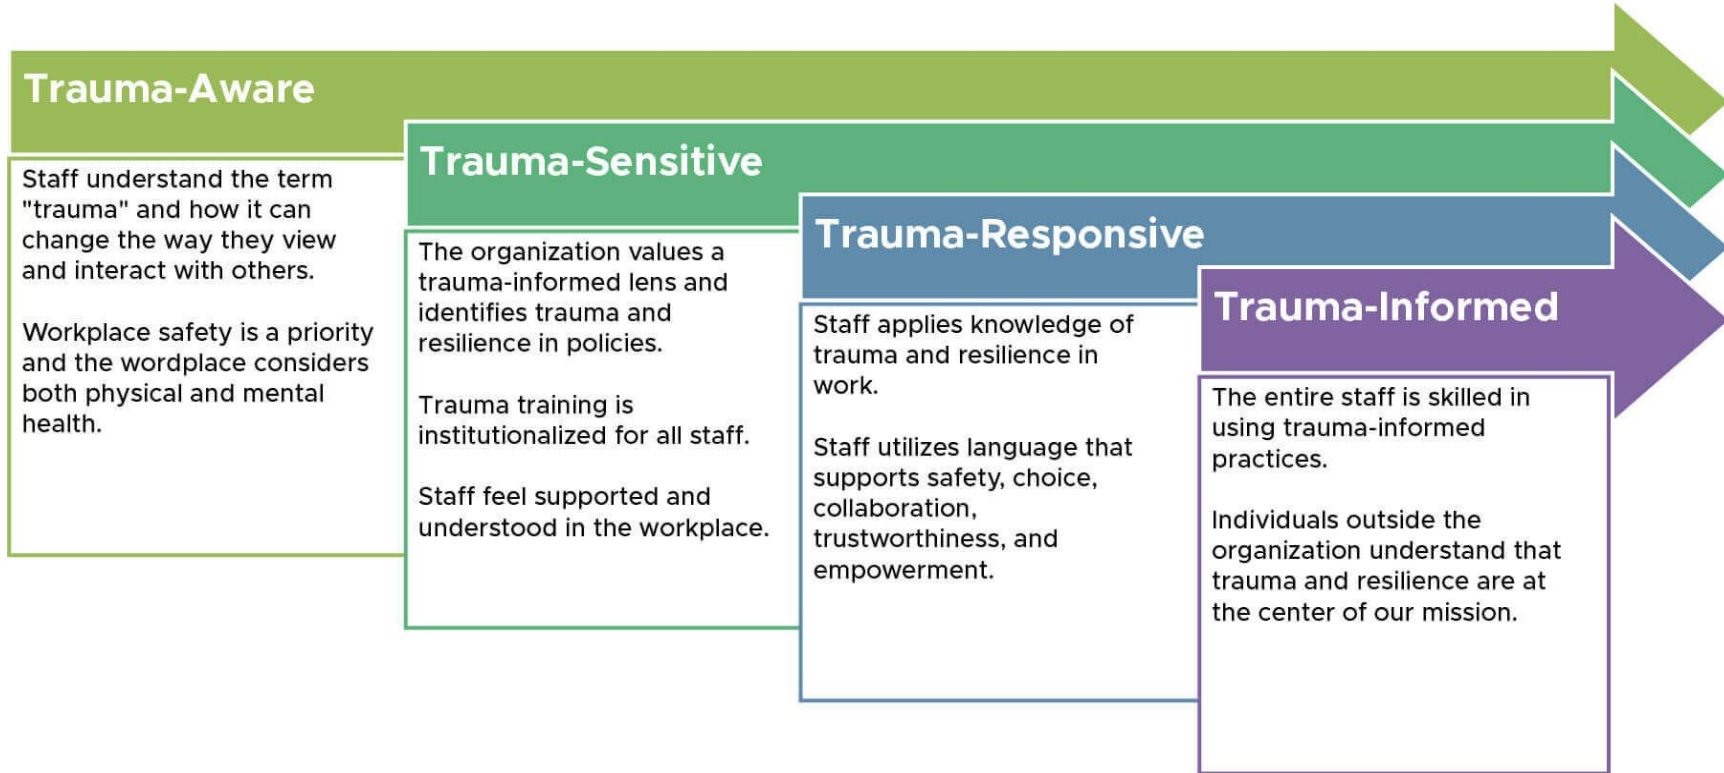 Trauma-Aware
Staff understand the term
"trauma" and how it can
change the way they view
and interact with others.
Workplace safety is a priority
and the wordplace considers
both physical and mental
health.
Trauma-Sensitive
The organization values a
trauma-informed lens and
identifies trauma and
resilience in policies.
Trauma training is
institutionalized for all staff.
Staff feel supported and
understood in the workplace.
Trauma-Responsive
Staff applies knowledge of
trauma and resilience in
work.
Staff utilizes language that
supports safety, choice,
collaboration,
trustworthiness, and
empowerment.
Trauma-Informed
The entire staff is skilled in
using trauma-informed
practices.
Individuals outside the
organization understand that
trauma and resilience are at
the center of our mission.